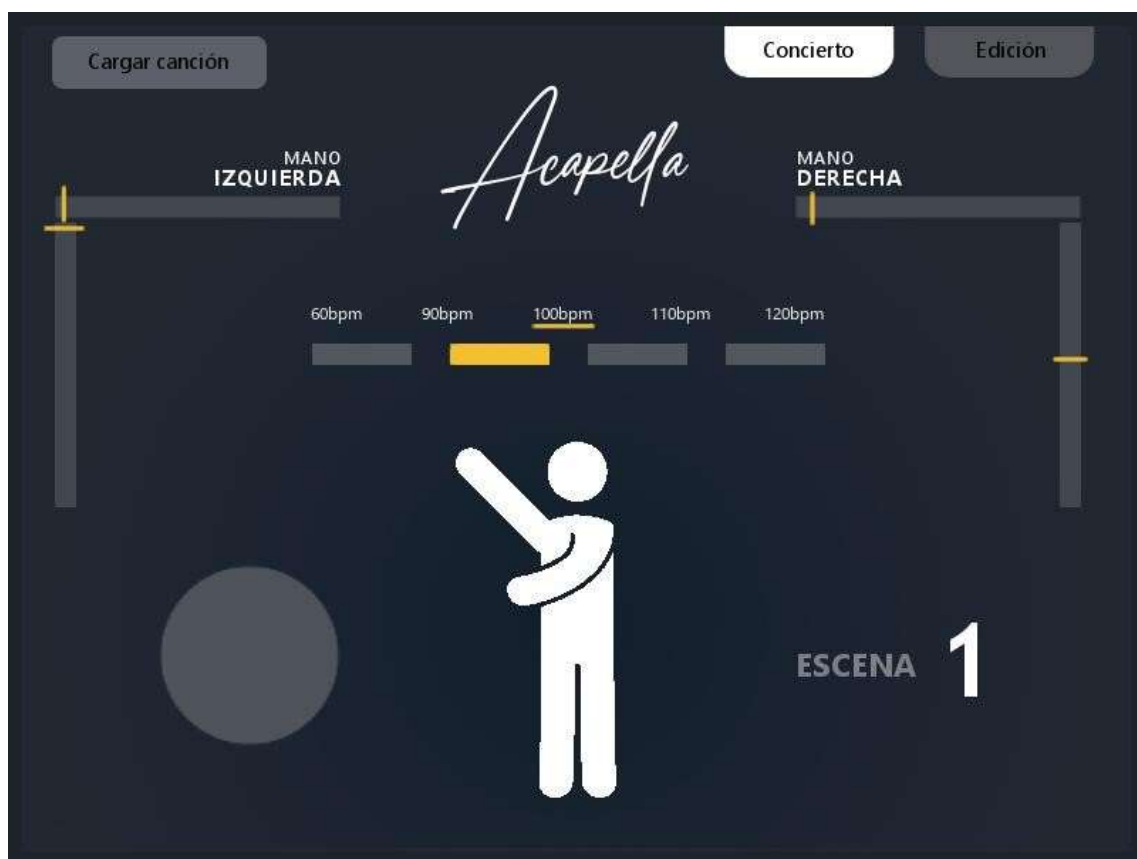 Cargar canción
Concierto
Edición
Acapella
MANO
IZQUIERDA
MANO
DERECHA
60bpm 90bpm 100bpm 110bpm 120bpm
ESCENA 1